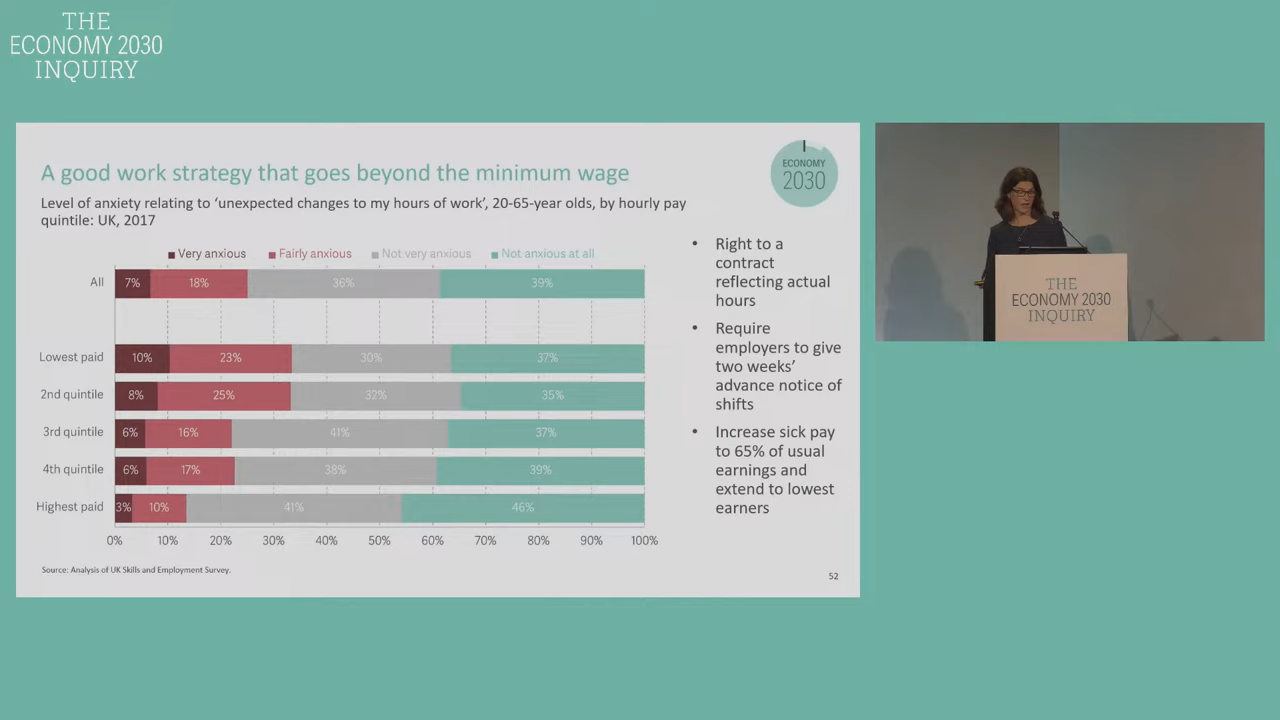 THE
ECONOMY 2030
INQUIRY
A good work strategy that goes beyond the minimum wage
ECONOMY
2030
Level of anxiety relating to ‘unexpected changes to my hours of work’, 20-65-year olds, by hourly pay
quintile: UK, 2017
Very anxious Fairly anxious Not very anxious Not anxious at all
All 7% 18% 36% 39%
Lowest paid 10% 23% 30% 37%
2nd quintile 8% 25% 32% 35%
3rd quintile 6% 16% 41% 37%
4th quintile 6% 17% 38% 39%
Highest paid 3% 10% 41% 46%
0% 10% 20% 30% 40% 50% 60% 70% 80% 90% 100%
Source: Analysis of UK Skills and Employment Survey.
• Right to a
contract
reflecting actual
hours
• Require
employers to give
two weeks’
advance notice of
shifts
• Increase sick pay
to 65% of usual
earnings and
extend to lowest
earners
52
THE
ECONOMY 2030
INQUIRY